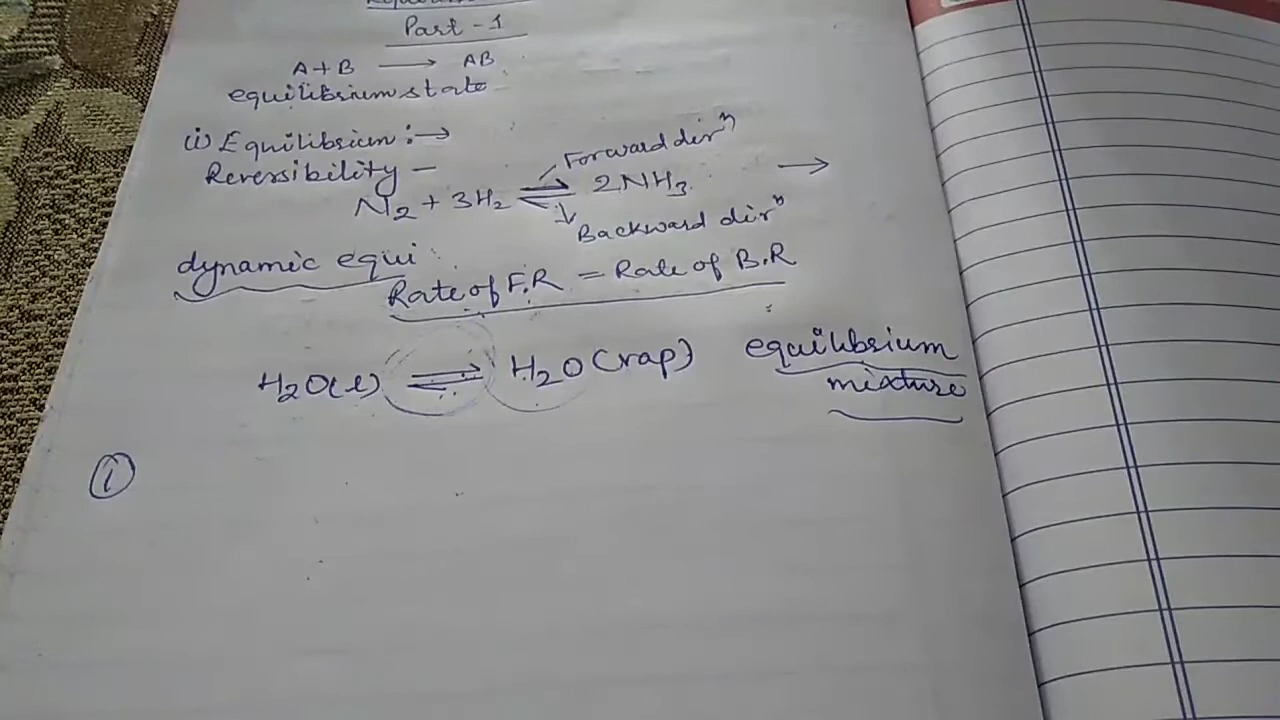 Part - 1
A + B ⟶ AB
equilibrium state
(i) Equilibrium :→
Reversibility —
Forward dirⁿ
N₂ + 3H₂ ⇌ 2NH₃ ⟶
Backward dirⁿ
dynamic equi
Rate of F.R = Rate of B.R
H₂O(l) ⇌ H₂O (vap) equilibrium
mixture
①